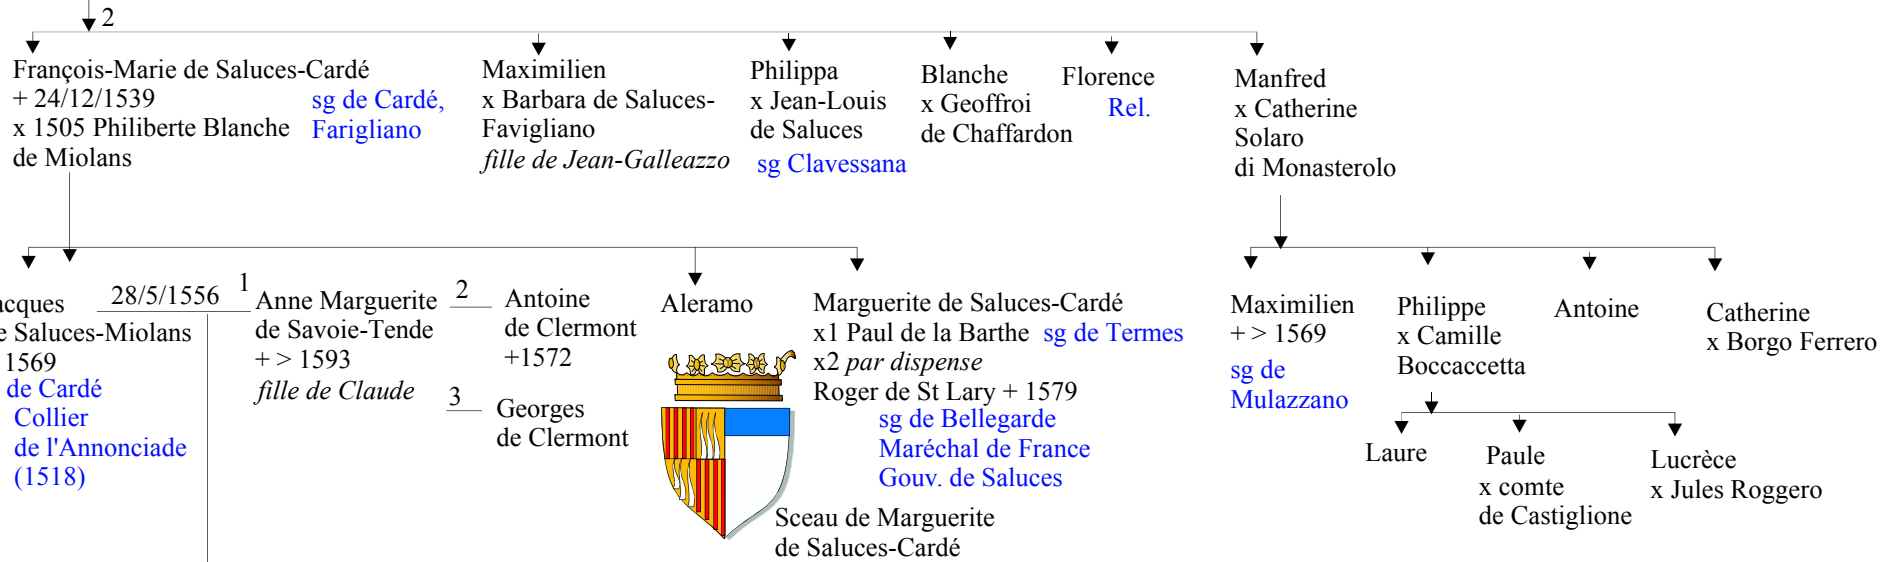 2
François-Marie de Saluces-Cardé
+ 24/12/1539
sg de Cardé,
Farigliano
x 1505 Philiberte Blanche
de Miolans
Maximilien
x Barbara de Saluces-
Favigliano
fille de Jean-Galleazzo
Philippa
x Jean-Louis
de Saluces
sg Clavessana
Blanche
x Geoffroi
de Chaffardon
Florence
Rel.
Manfred
x Catherine
Solaro
di Monasterolo
acques
e Saluces-Miolans
1569
de Cardé
Collier
de l'Annonciade
(1518)
28/5/1556
1
Anne Marguerite
de Savoie-Tende
+ > 1593
fille de Claude
2
Antoine
de Clermont
+1572
3
Georges
de Clermont
Aleramo
Marguerite de Saluces-Cardé
x1 Paul de la Barthe sg de Termes
x2 par dispense
Roger de St Lary + 1579
sg de Bellegarde
Maréchal de France
Gouv. de Saluces
Sceau de Marguerite
de Saluces-Cardé
Maximilien
+ > 1569
sg de
Mulazzano
Philippe
x Camille
Boccaccetta
Antoine
Catherine
x Borgo Ferrero
Laure
Paule
x comte
de Castiglione
Lucrèce
x Jules Roggero